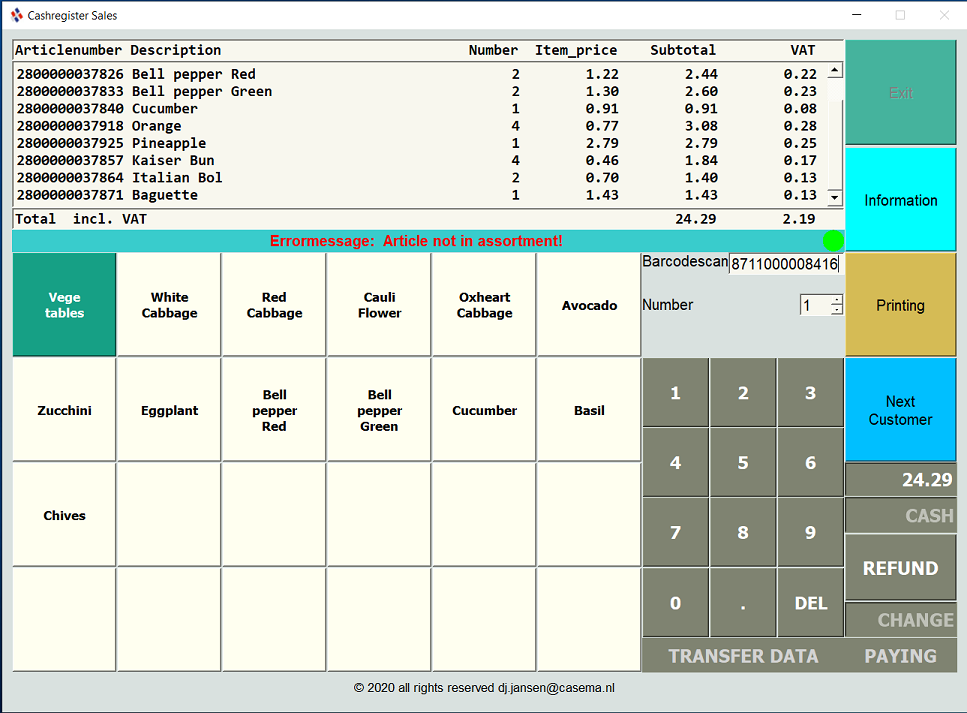 Cashregister Sales
Articlenumber Description Number Item_price Subtotal VAT
2800000037826 Bell pepper Red 2 1.22 2.44 0.22
2800000037833 Bell pepper Green 2 1.30 2.60 0.23
2800000037840 Cucumber 1 0.91 0.91 0.08
2800000037918 Orange 4 0.77 3.08 0.28
2800000037925 Pineapple 1 2.79 2.79 0.25
2800000037857 Kaiser Bun 4 0.46 1.84 0.17
2800000037864 Italian Bol 2 0.70 1.40 0.13
2800000037871 Baguette 1 1.43 1.43 0.13
Total incl. VAT 24.29 2.19
Errormessage: Article not in assortment!
Exit
Information
Printing
Next
Customer
Barcodescan 8711000008416
Number 1
Vege
tables
White
Cabbage
Red
Cabbage
Cauli
Flower
Oxheart
Cabbage
Avocado
Zucchini
Eggplant
Bell
pepper
Red
Bell
pepper
Green
Cucumber
Basil
Chives
1 2 3
4 5 6
7 8 9
0 . DEL
24.29
CASH
REFUND
CHANGE
TRANSFER DATA
PAYING
© 2020 all rights reserved dj.jansen@casema.nl